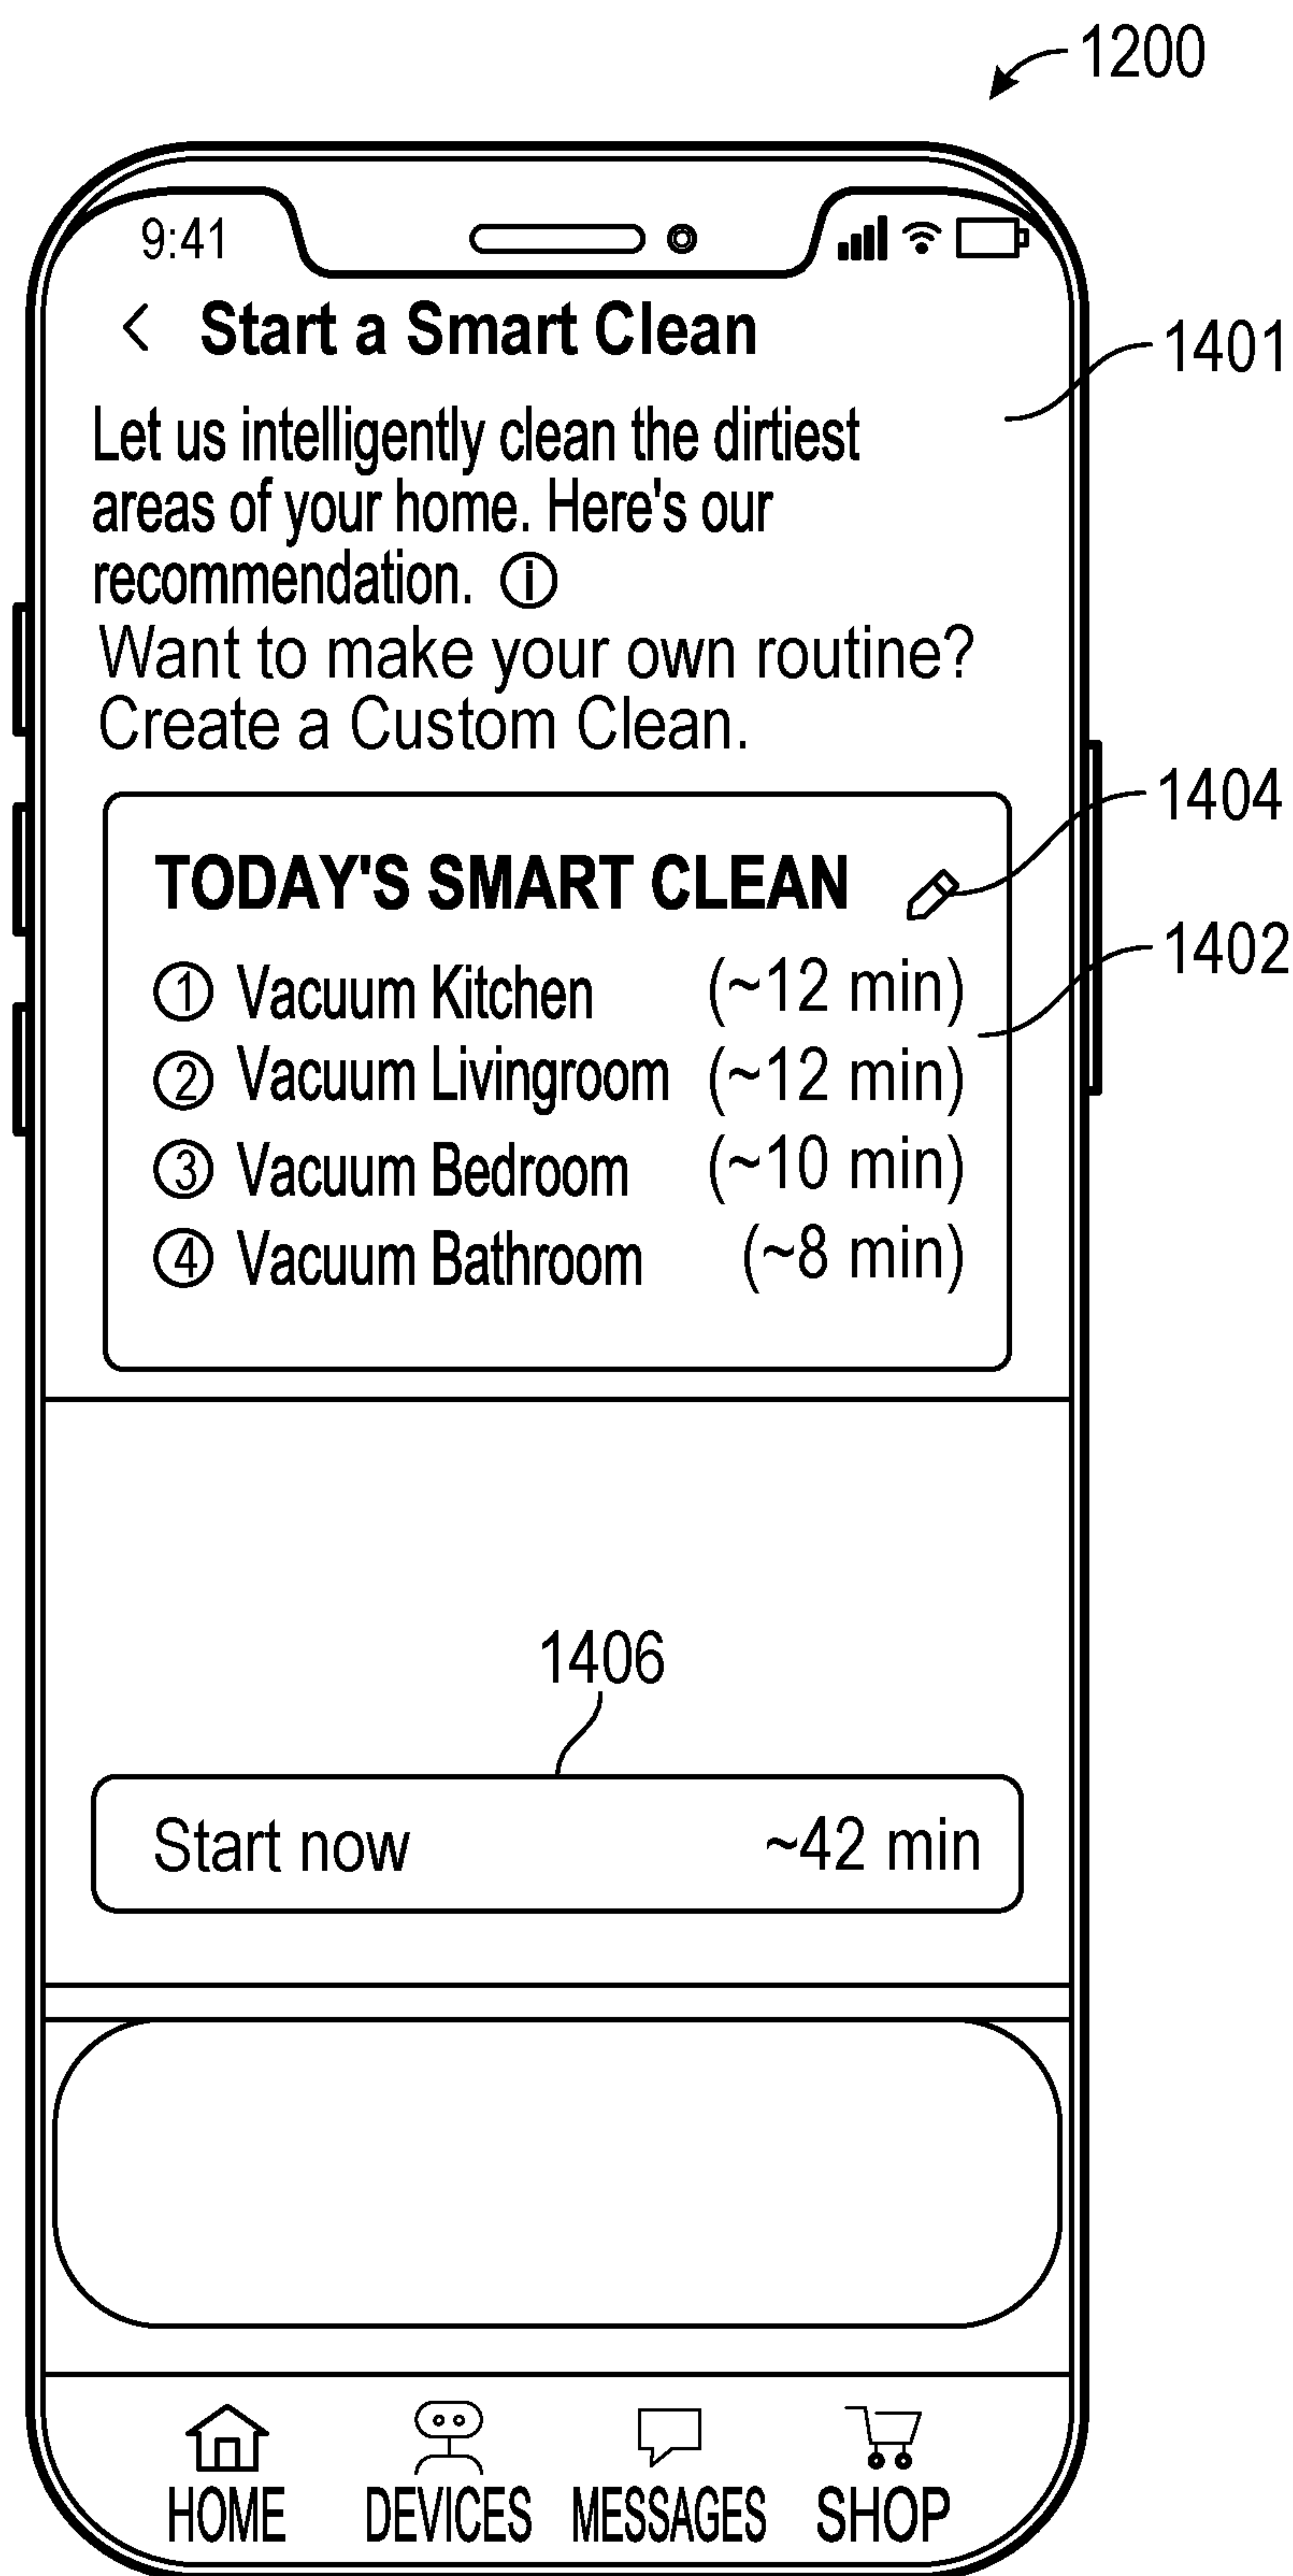 1200
9:41
< Start a Smart Clean
1401
Let us intelligently clean the dirtiest
areas of your home. Here's our
recommendation. i
Want to make your own routine?
Create a Custom Clean.
1404
TODAY'S SMART CLEAN
1402
1 Vacuum Kitchen (~12 min)
2 Vacuum Livingroom (~12 min)
3 Vacuum Bedroom (~10 min)
4 Vacuum Bathroom (~8 min)
1406
Start now ~42 min
HOME DEVICES MESSAGES SHOP